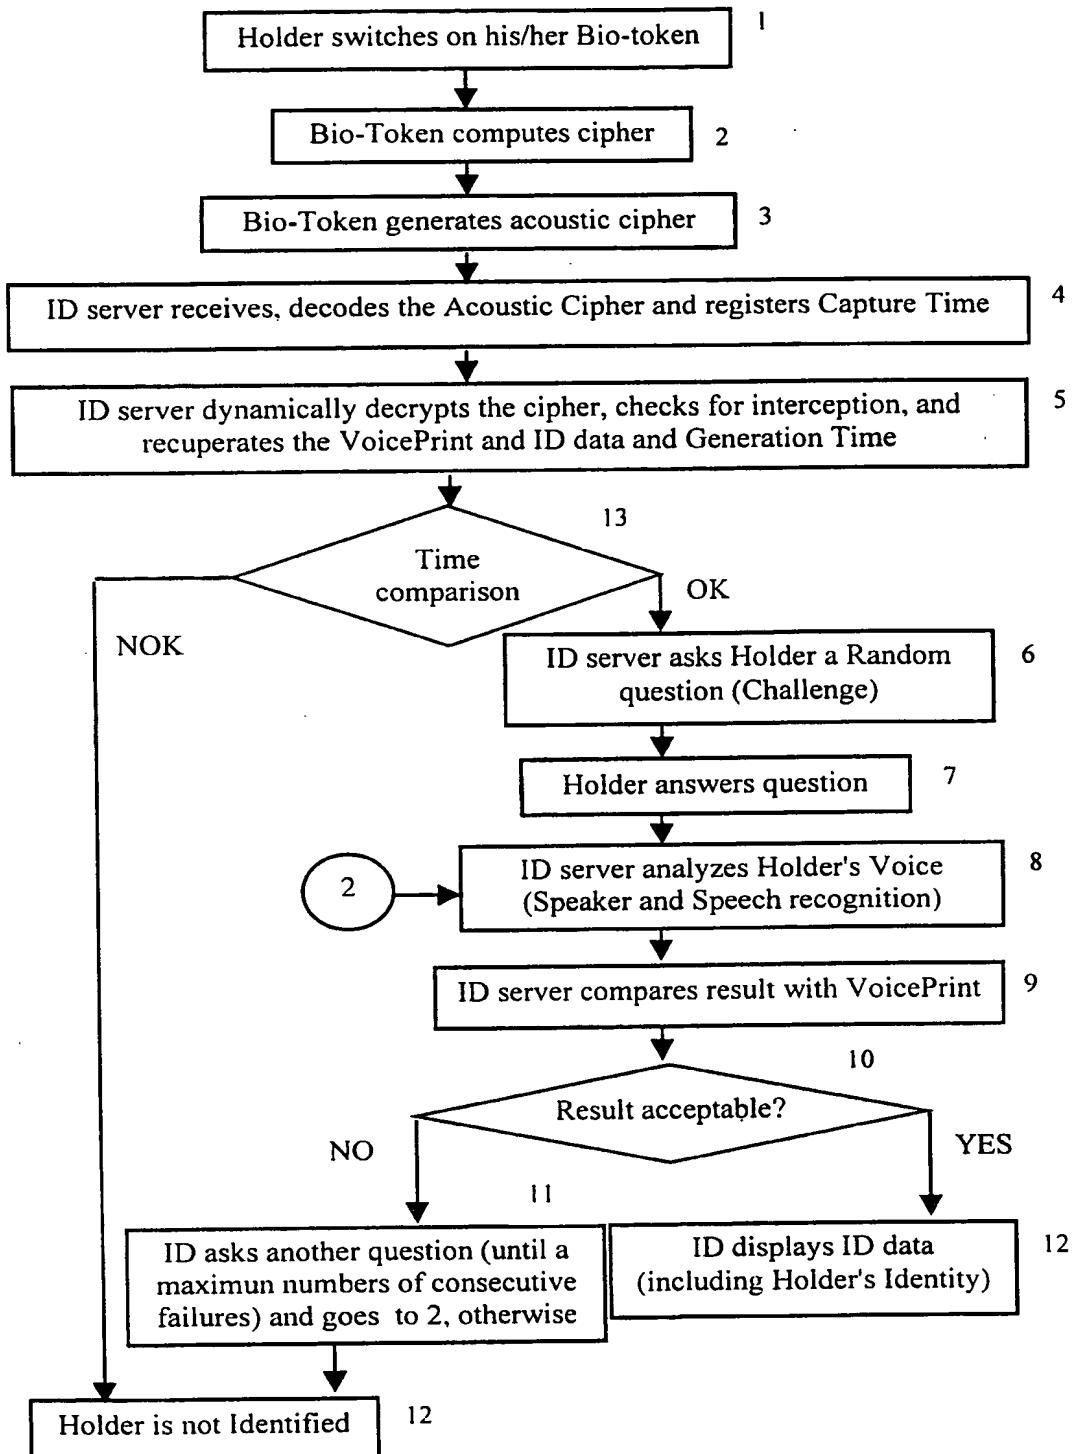 Holder switches on his/her Bio-token
1
Bio-Token computes cipher
2
Bio-Token generates acoustic cipher
3
ID server receives, decodes the Acoustic Cipher and registers Capture Time
4
ID server dynamically decrypts the cipher, checks for interception, and
recuperates the VoicePrint and ID data and Generation Time
5
13
Time
comparison
OK
NOK
ID server asks Holder a Random
question (Challenge)
6
Holder answers question
7
2
ID server analyzes Holder's Voice
(Speaker and Speech recognition)
8
ID server compares result with VoicePrint
9
10
Result acceptable?
NO
YES
11
ID asks another question (until a
maximun numbers of consecutive
failures) and goes to 2, otherwise
ID displays ID data
(including Holder's Identity)
12
Holder is not Identified
12